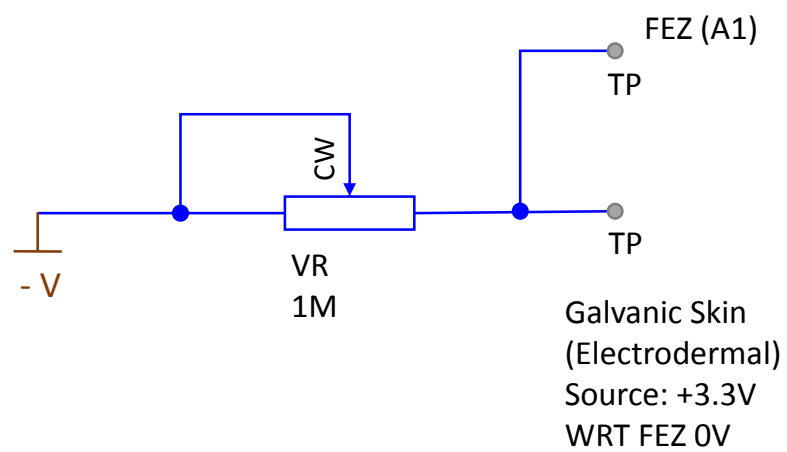 FEZ (A1)
TP
CW
TP
- V
VR
1M
Galvanic Skin
(Electrodermal)
Source: +3.3V
WRT FEZ 0V